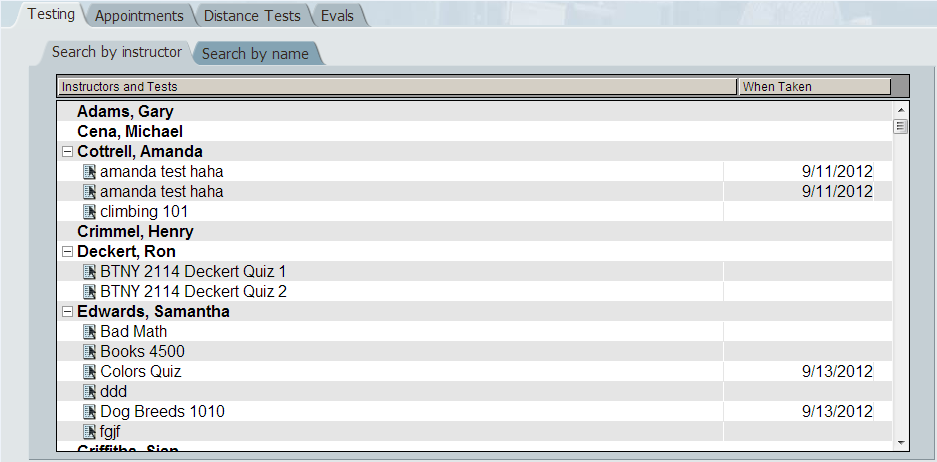 Testing Appointments Distance Tests Evals
Search by instructor Search by name
Instructors and Tests When Taken
Adams, Gary
Cena, Michael
Cottrell, Amanda
amanda test haha 9/11/2012
amanda test haha 9/11/2012
climbing 101
Crimmel, Henry
Deckert, Ron
BTNY 2114 Deckert Quiz 1
BTNY 2114 Deckert Quiz 2
Edwards, Samantha
Bad Math
Books 4500
Colors Quiz 9/13/2012
ddd
Dog Breeds 1010 9/13/2012
fgjf